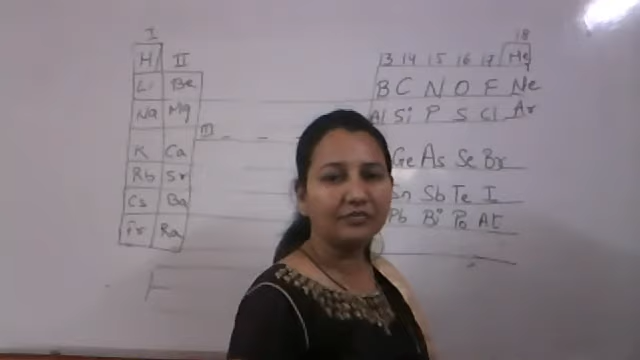 I 18
H II 13 14 15 16 17 He
Li Be B C N O F Ne
Na Mg Al Si P S Cl Ar
III
K Ca Ge As Se Br
Rb Sr Sn Sb Te I
Cs Ba Pb Bi Po At
Fr Ra